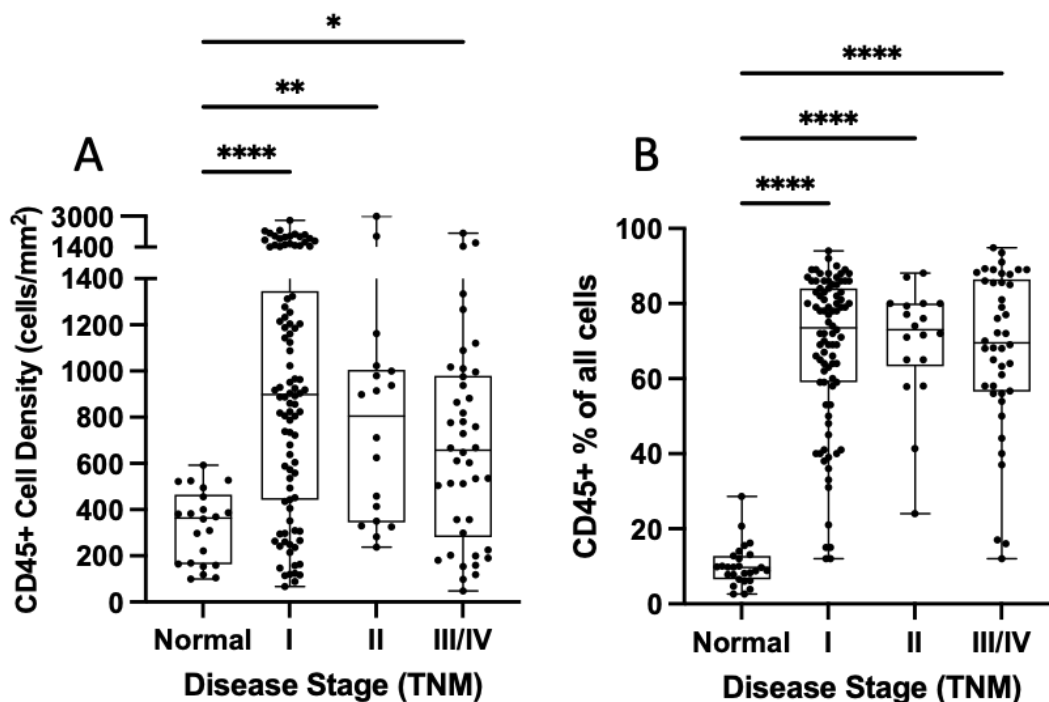 *
**
****
A
CD45+ Cell Density (cells/mm²)
3000
1400
1400
1200
1000
800
600
400
200
0
Normal I II III/IV
Disease Stage (TNM)
****
****
****
B
CD45+ % of all cells
100
80
60
40
20
0
Normal I II III/IV
Disease Stage (TNM)